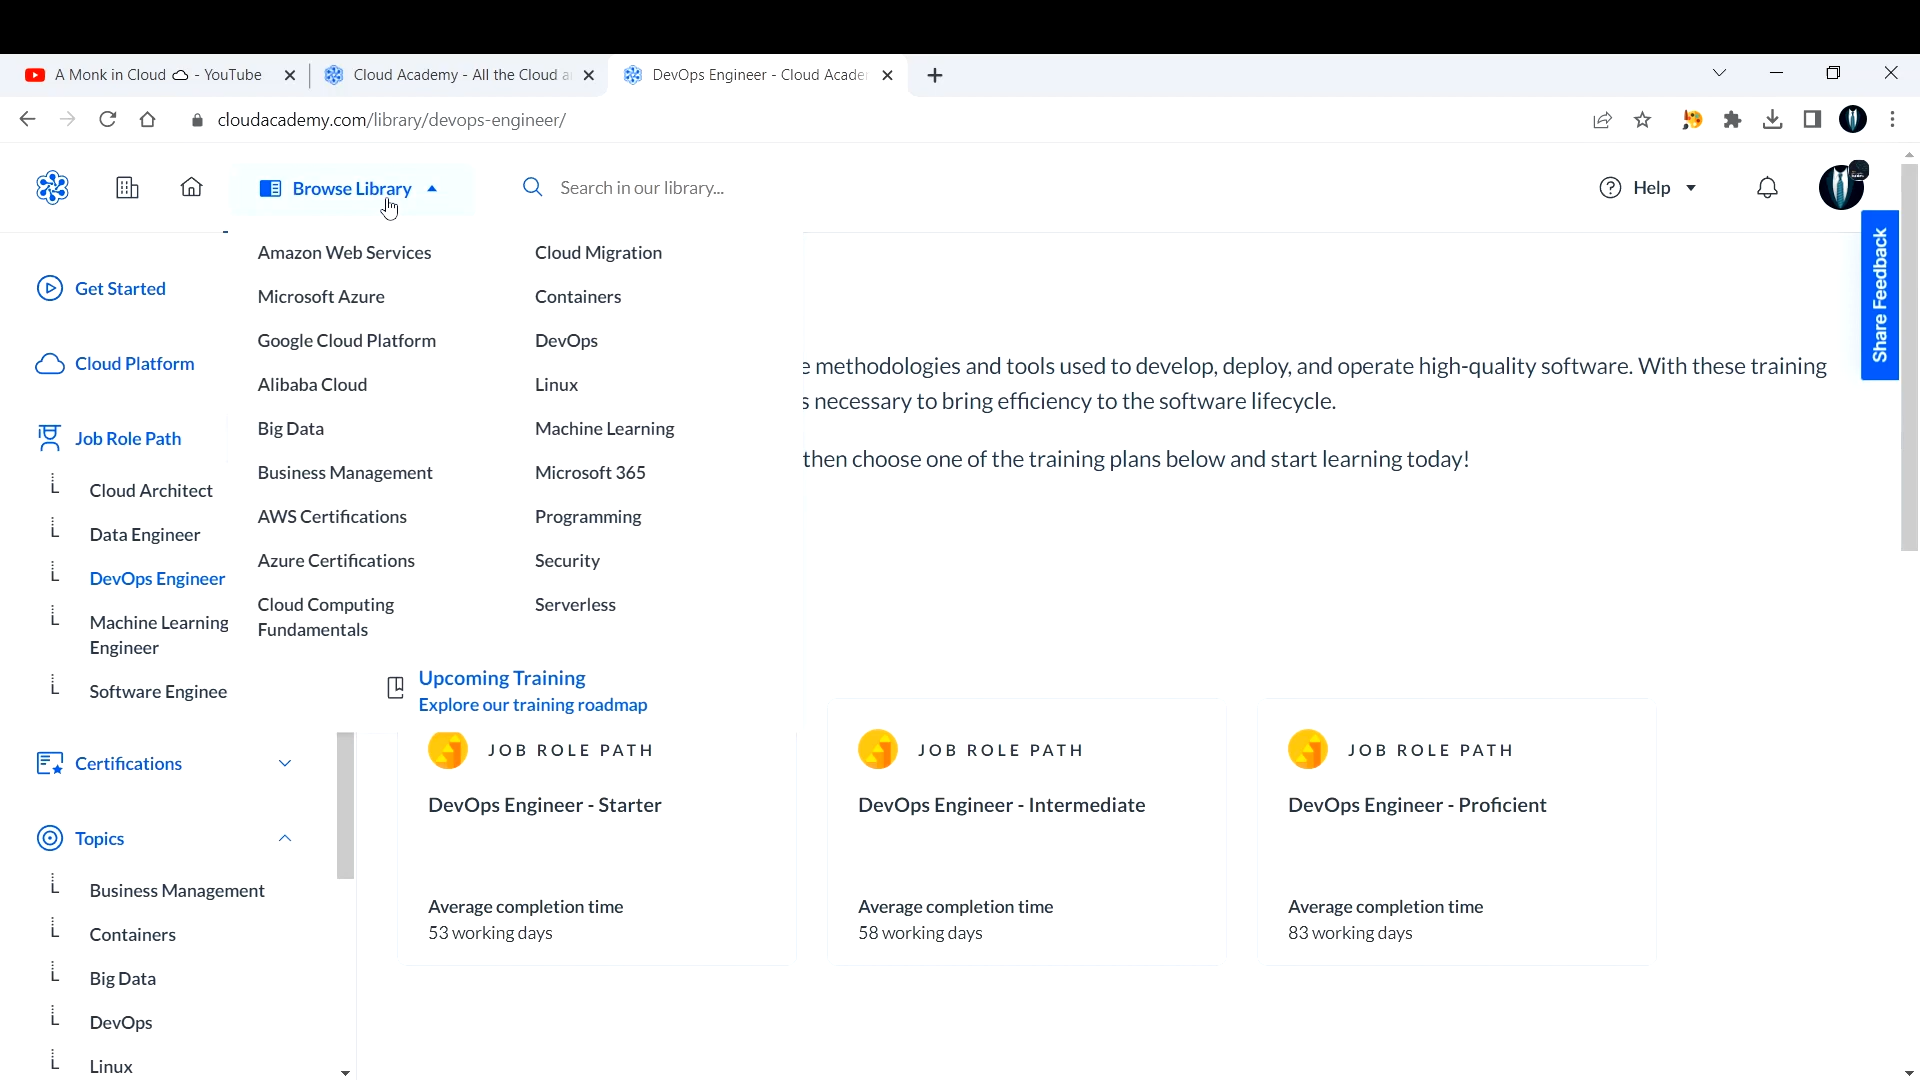 A Monk in Cloud - YouTube
Cloud Academy - All the Cloud a
DevOps Engineer - Cloud Acader
cloudacademy.com/library/devops-engineer/
Browse Library
Search in our library...
Help
Share Feedback
Get Started
Cloud Platform
Job Role Path
Cloud Architect
Data Engineer
DevOps Engineer
Machine Learning
Engineer
Software Enginee
Certifications
Topics
Business Management
Containers
Big Data
DevOps
Linux
Amazon Web Services
Microsoft Azure
Google Cloud Platform
Alibaba Cloud
Big Data
Business Management
AWS Certifications
Azure Certifications
Cloud Computing
Fundamentals
Cloud Migration
Containers
DevOps
Linux
Machine Learning
Microsoft 365
Programming
Security
Serverless
Upcoming Training
Explore our training roadmap
e methodologies and tools used to develop, deploy, and operate high-quality software. With these training
s necessary to bring efficiency to the software lifecycle.
then choose one of the training plans below and start learning today!
JOB ROLE PATH
DevOps Engineer - Starter
Average completion time
53 working days
JOB ROLE PATH
DevOps Engineer - Intermediate
Average completion time
58 working days
JOB ROLE PATH
DevOps Engineer - Proficient
Average completion time
83 working days